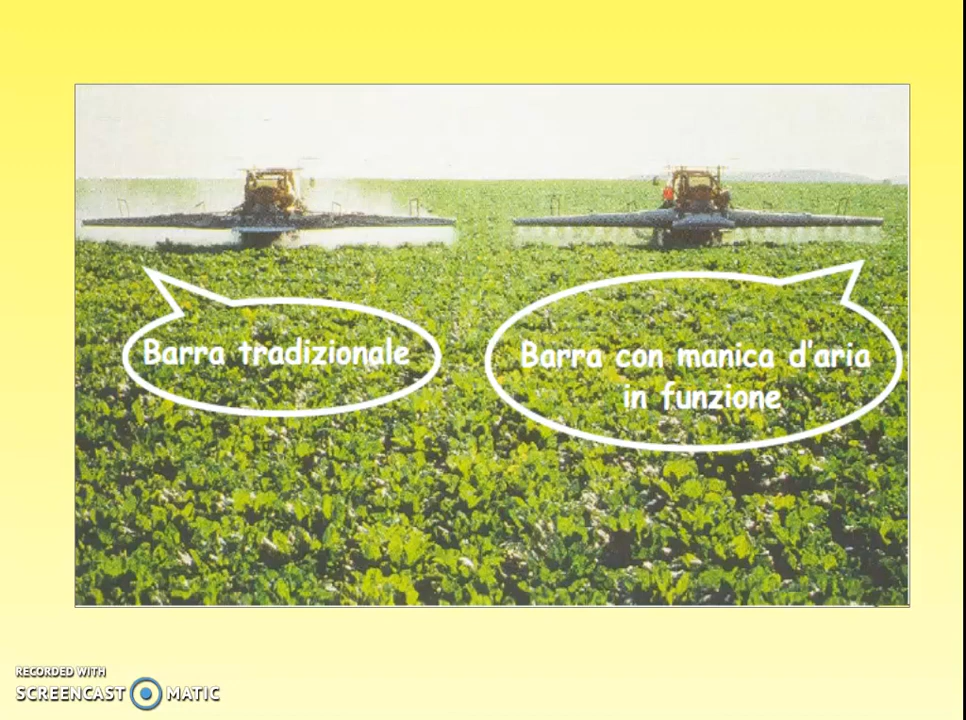 Barra tradizionale
Barra con manica d'aria
in funzione
RECORDED WITH
SCREENCAST MATIC